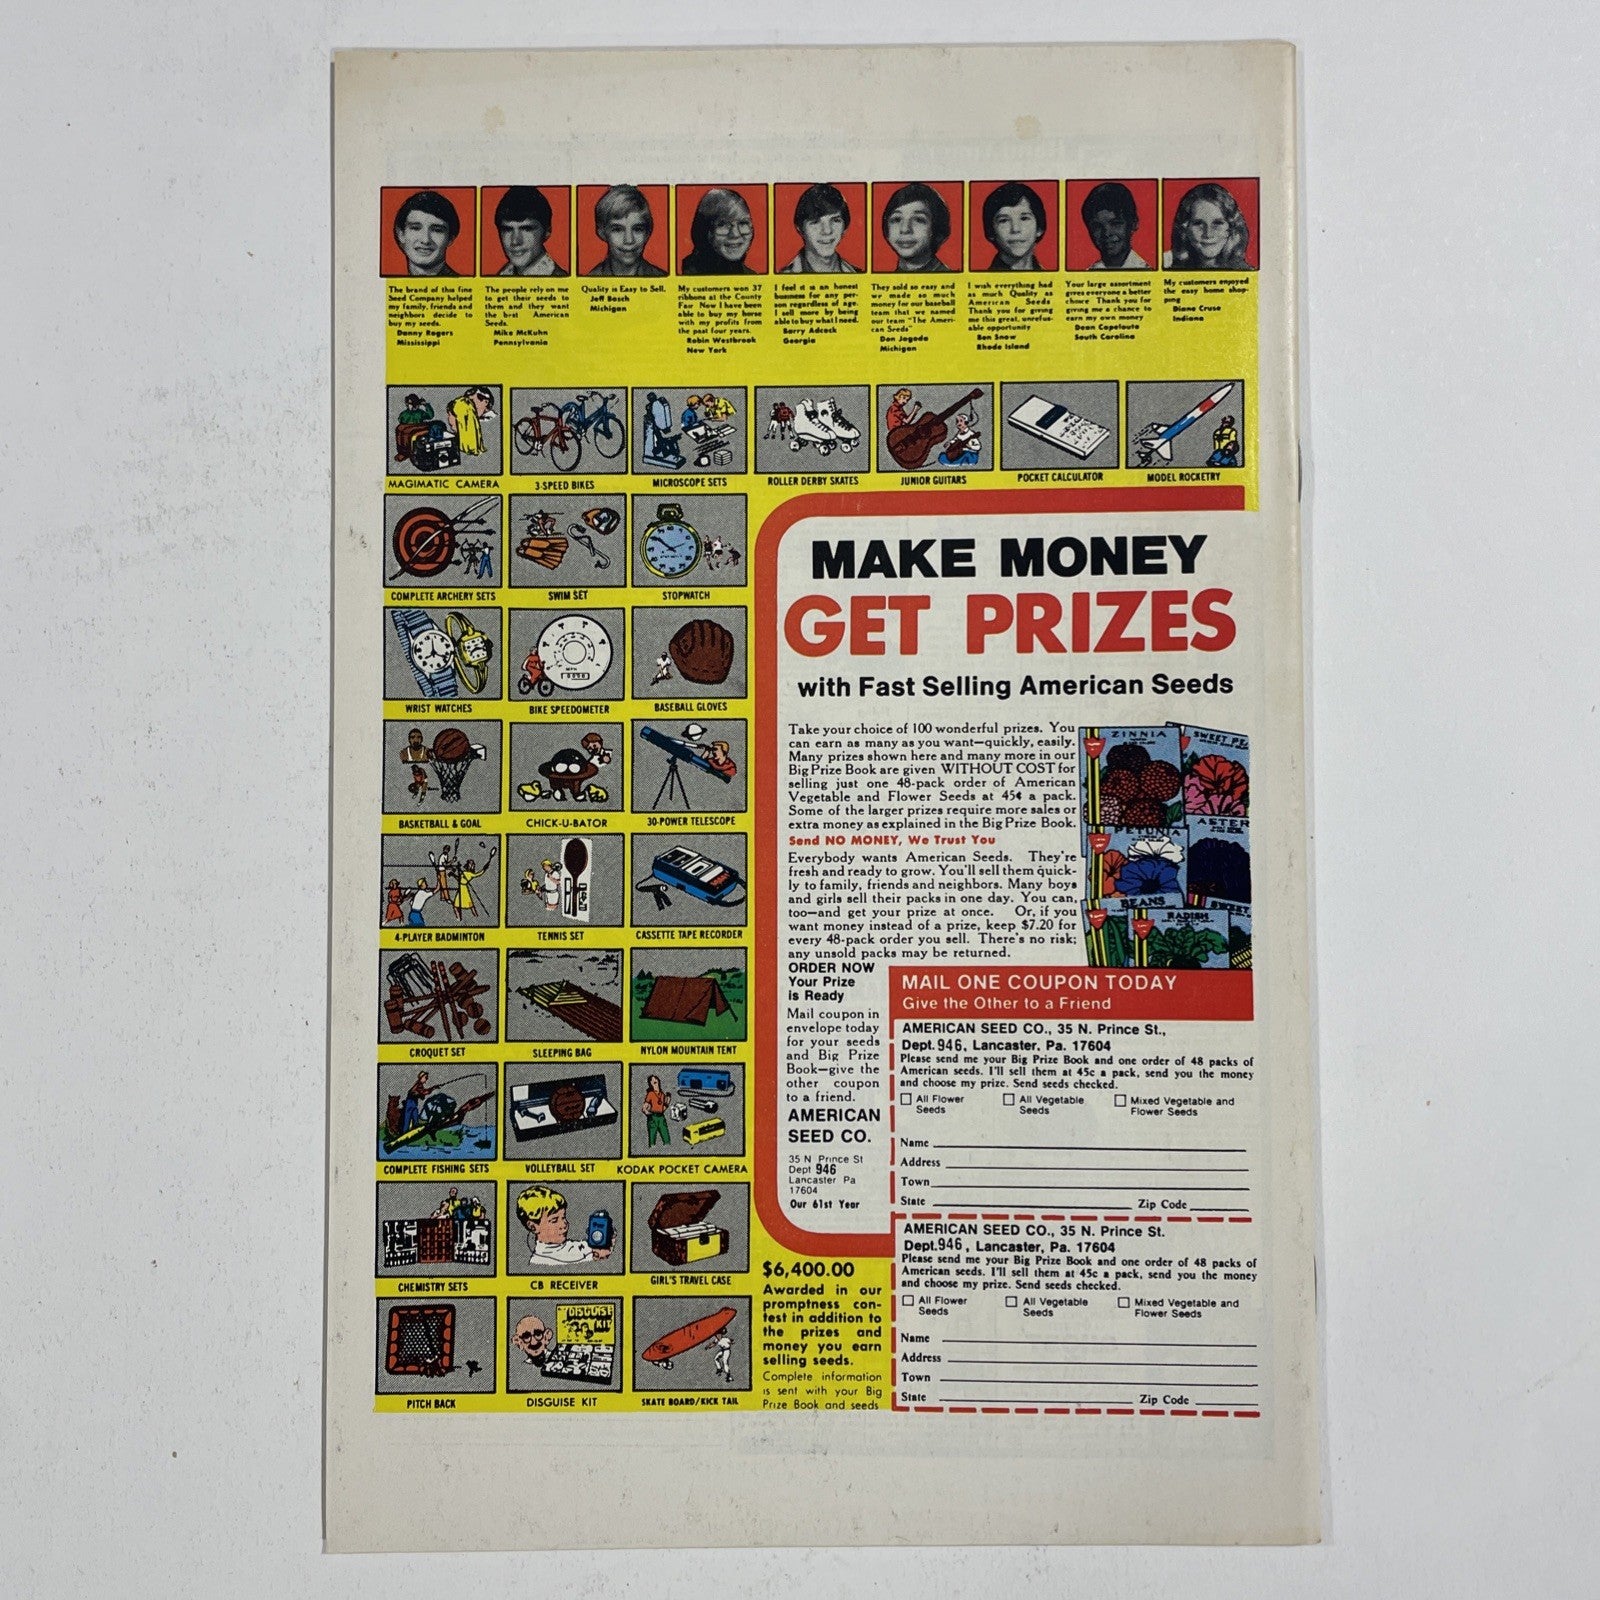 The brand of this fine
Seed Company helped
my family, friends and
neighbors decide to
buy my seeds.
Danny Rogers
Mississippi
The people rely on me
to get their seeds to
them and they want
the best American
Seeds.
Mike McKuhn
Pennsylvania
Quality is Easy to Sell.
Jeff Bosch
Michigan
My customers won 37
ribbons at the County
Fair Now I have been
able to buy my horse
with my profits from
the past four years.
Robin Westbrook
New York
I feel it is an honest
business for any per-
son regardless of age.
I sell more by being
able to buy what I need.
Barry Adcock
Georgia
They sold so easy and
we made so much
money for our baseball
team that we named
our team "The Ameri-
can Seeds"
Don Jagoda
Michigan
I wish everything had
as much Quality as
American Seeds
Thank you for giving
me this great, unrefus-
able opportunity
Ben Snow
Rhode Island
Your large assortment
gives everyone a better
choice Thank you for
giving me a chance to
earn my own money
Dean Capeloute
South Carolina
My customers enjoyed
the easy home shop-
ping
Diana Cruse
Indiana
MAGIMATIC CAMERA
3-SPEED BIKES
MICROSCOPE SETS
ROLLER DERBY SKATES
JUNIOR GUITARS
POCKET CALCULATOR
MODEL ROCKETRY
COMPLETE ARCHERY SETS
SWIM SET
STOPWATCH
WRIST WATCHES
BIKE SPEEDOMETER
BASEBALL GLOVES
BASKETBALL & GOAL
CHICK-U-BATOR
30-POWER TELESCOPE
4-PLAYER BADMINTON
TENNIS SET
CASSETTE TAPE RECORDER
CROQUET SET
SLEEPING BAG
NYLON MOUNTAIN TENT
COMPLETE FISHING SETS
VOLLEYBALL SET
KODAK POCKET CAMERA
CHEMISTRY SETS
CB RECEIVER
GIRL'S TRAVEL CASE
PITCH BACK
DISGUISE KIT
DISGUISE KIT
SKATE BOARD/KICK TAIL
MAKE MONEY
GET PRIZES
with Fast Selling American Seeds
Take your choice of 100 wonderful prizes. You
can earn as many as you want—quickly, easily.
Many prizes shown here and many more in our
Big Prize Book are given WITHOUT COST for
selling just one 48-pack order of American
Vegetable and Flower Seeds at 45¢ a pack.
Some of the larger prizes require more sales or
extra money as explained in the Big Prize Book.
Send NO MONEY, We Trust You
Everybody wants American Seeds. They're
fresh and ready to grow. You'll sell them quick-
ly to family, friends and neighbors. Many boys
and girls sell their packs in one day. You can,
too—and get your prize at once. Or, if you
want money instead of a prize, keep $7.20 for
every 48-pack order you sell. There's no risk;
any unsold packs may be returned.
ZINNIA
SWEET PE
ASTER
PETUNIA
BEANS
RADISH
SWEET
ORDER NOW
Your Prize
is Ready
Mail coupon in
envelope today
for your seeds
and Big Prize
Book—give the
other coupon
to a friend.
AMERICAN
SEED CO.
35 N Prince St
Dept 946
Lancaster Pa
17604
Our 61st Year
$6,400.00
Awarded in our
promptness con-
test in addition to
the prizes and
money you earn
selling seeds.
Complete information
is sent with your Big
Prize Book and seeds
MAIL ONE COUPON TODAY
Give the Other to a Friend
AMERICAN SEED CO., 35 N. Prince St.,
Dept. 946, Lancaster, Pa. 17604
Please send me your Big Prize Book and one order of 48 packs of
American seeds. I'll sell them at 45c a pack, send you the money
and choose my prize. Send seeds checked.
All Flower Seeds
All Vegetable Seeds
Mixed Vegetable and Flower Seeds
Name
Address
Town
State Zip Code
AMERICAN SEED CO., 35 N. Prince St.
Dept. 946, Lancaster, Pa. 17604
Please send me your Big Prize Book and one order of 48 packs of
American seeds. I'll sell them at 45c a pack, send you the money
and choose my prize. Send seeds checked.
All Flower Seeds
All Vegetable Seeds
Mixed Vegetable and Flower Seeds
Name
Address
Town
State Zip Code